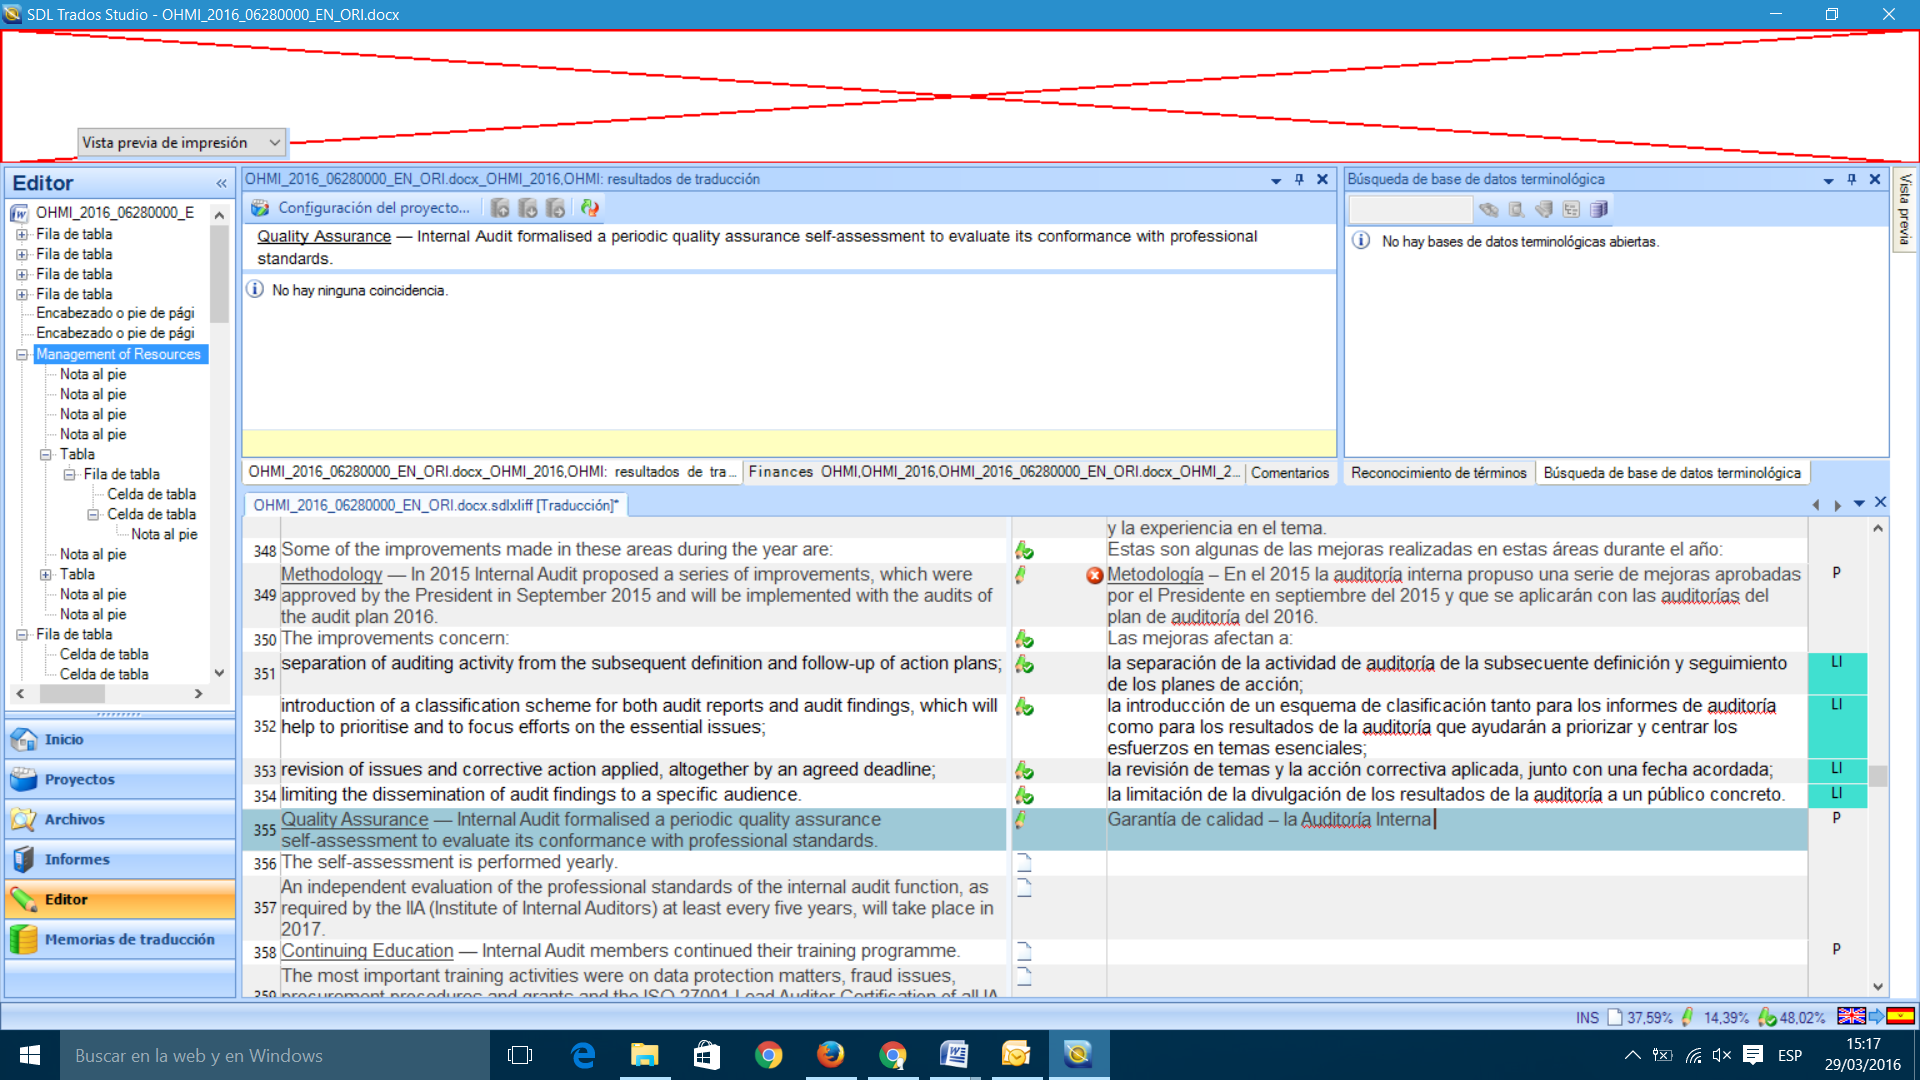 SDL Trados Studio - OHMI_2016_06280000_EN_ORI.docx
Vista previa de impresión
Editor
OHMI_2016_06280000_E
Fila de tabla
Fila de tabla
Fila de tabla
Fila de tabla
Encabezado o pie de pági
Encabezado o pie de pági
Management of Resources
Nota al pie
Nota al pie
Nota al pie
Nota al pie
Tabla
Fila de tabla
Celda de tabla
Celda de tabla
Nota al pie
Nota al pie
Tabla
Nota al pie
Nota al pie
Fila de tabla
Celda de tabla
Celda de tabla
Inicio
Proyectos
Archivos
Informes
Editor
Memorias de traducción
OHMI_2016_06280000_EN_ORI.docx_OHMI_2016,OHMI: resultados de traducción
Configuración del proyecto...
Quality Assurance — Internal Audit formalised a periodic quality assurance self-assessment to evaluate its conformance with professional
standards.
No hay ninguna coincidencia.
OHMI_2016_06280000_EN_ORI.docx_OHMI_2016,OHMI: resultados de tra...
Finances OHMI,OHMI_2016,OHMI_2016_06280000_EN_ORI.docx_OHMI_2...
Comentarios
Búsqueda de base de datos terminológica
No hay bases de datos terminológicas abiertas.
Reconocimiento de términos
Búsqueda de base de datos terminológica
Vista previa
OHMI_2016_06280000_EN_ORI.docx.sdlxliff [Traducción]*
y la experiencia en el tema.
348 Some of the improvements made in these areas during the year are:
Estas son algunas de las mejoras realizadas en estas áreas durante el año:
349 Methodology — In 2015 Internal Audit proposed a series of improvements, which were
approved by the President in September 2015 and will be implemented with the audits of
the audit plan 2016.
Metodología – En el 2015 la auditoría interna propuso una serie de mejoras aprobadas
por el Presidente en septiembre del 2015 y que se aplicarán con las auditorías del
plan de auditoría del 2016.
P
350 The improvements concern:
Las mejoras afectan a:
351 separation of auditing activity from the subsequent definition and follow-up of action plans;
la separación de la actividad de auditoría de la subsecuente definición y seguimiento
de los planes de acción;
LI
352 introduction of a classification scheme for both audit reports and audit findings, which will
help to prioritise and to focus efforts on the essential issues;
la introducción de un esquema de clasificación tanto para los informes de auditoría
como para los resultados de la auditoría que ayudarán a priorizar y centrar los
esfuerzos en temas esenciales;
LI
353 revision of issues and corrective action applied, altogether by an agreed deadline;
la revisión de temas y la acción correctiva aplicada, junto con una fecha acordada;
LI
354 limiting the dissemination of audit findings to a specific audience.
la limitación de la divulgación de los resultados de la auditoría a un público concreto.
LI
355 Quality Assurance — Internal Audit formalised a periodic quality assurance
self-assessment to evaluate its conformance with professional standards.
Garantía de calidad – la Auditoría Interna
P
356 The self-assessment is performed yearly.
357 An independent evaluation of the professional standards of the internal audit function, as
required by the IIA (Institute of Internal Auditors) at least every five years, will take place in
2017.
358 Continuing Education — Internal Audit members continued their training programme.
P
359 The most important training activities were on data protection matters, fraud issues,
procurement procedures and grants and the ISO 27001 Lead Auditor Certification of all IA
INS 37,59% 14,39% 48,02%
Buscar en la web y en Windows
ESP
15:17
29/03/2016